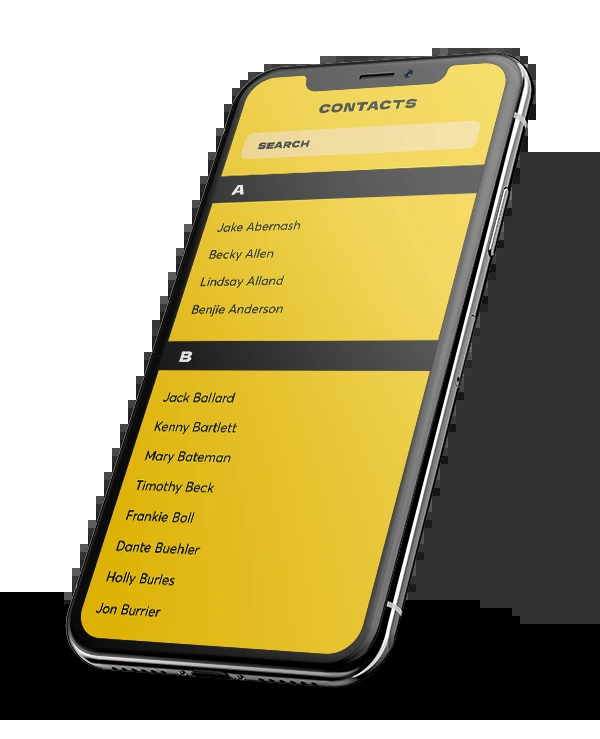 CONTACTS
SEARCH
A
Jake Abernash
Becky Allen
Lindsay Alland
Benjie Anderson
B
Jack Ballard
Kenny Bartlett
Mary Bateman
Timothy Beck
Frankie Boll
Dante Buehler
Holly Burles
Jon Burrier